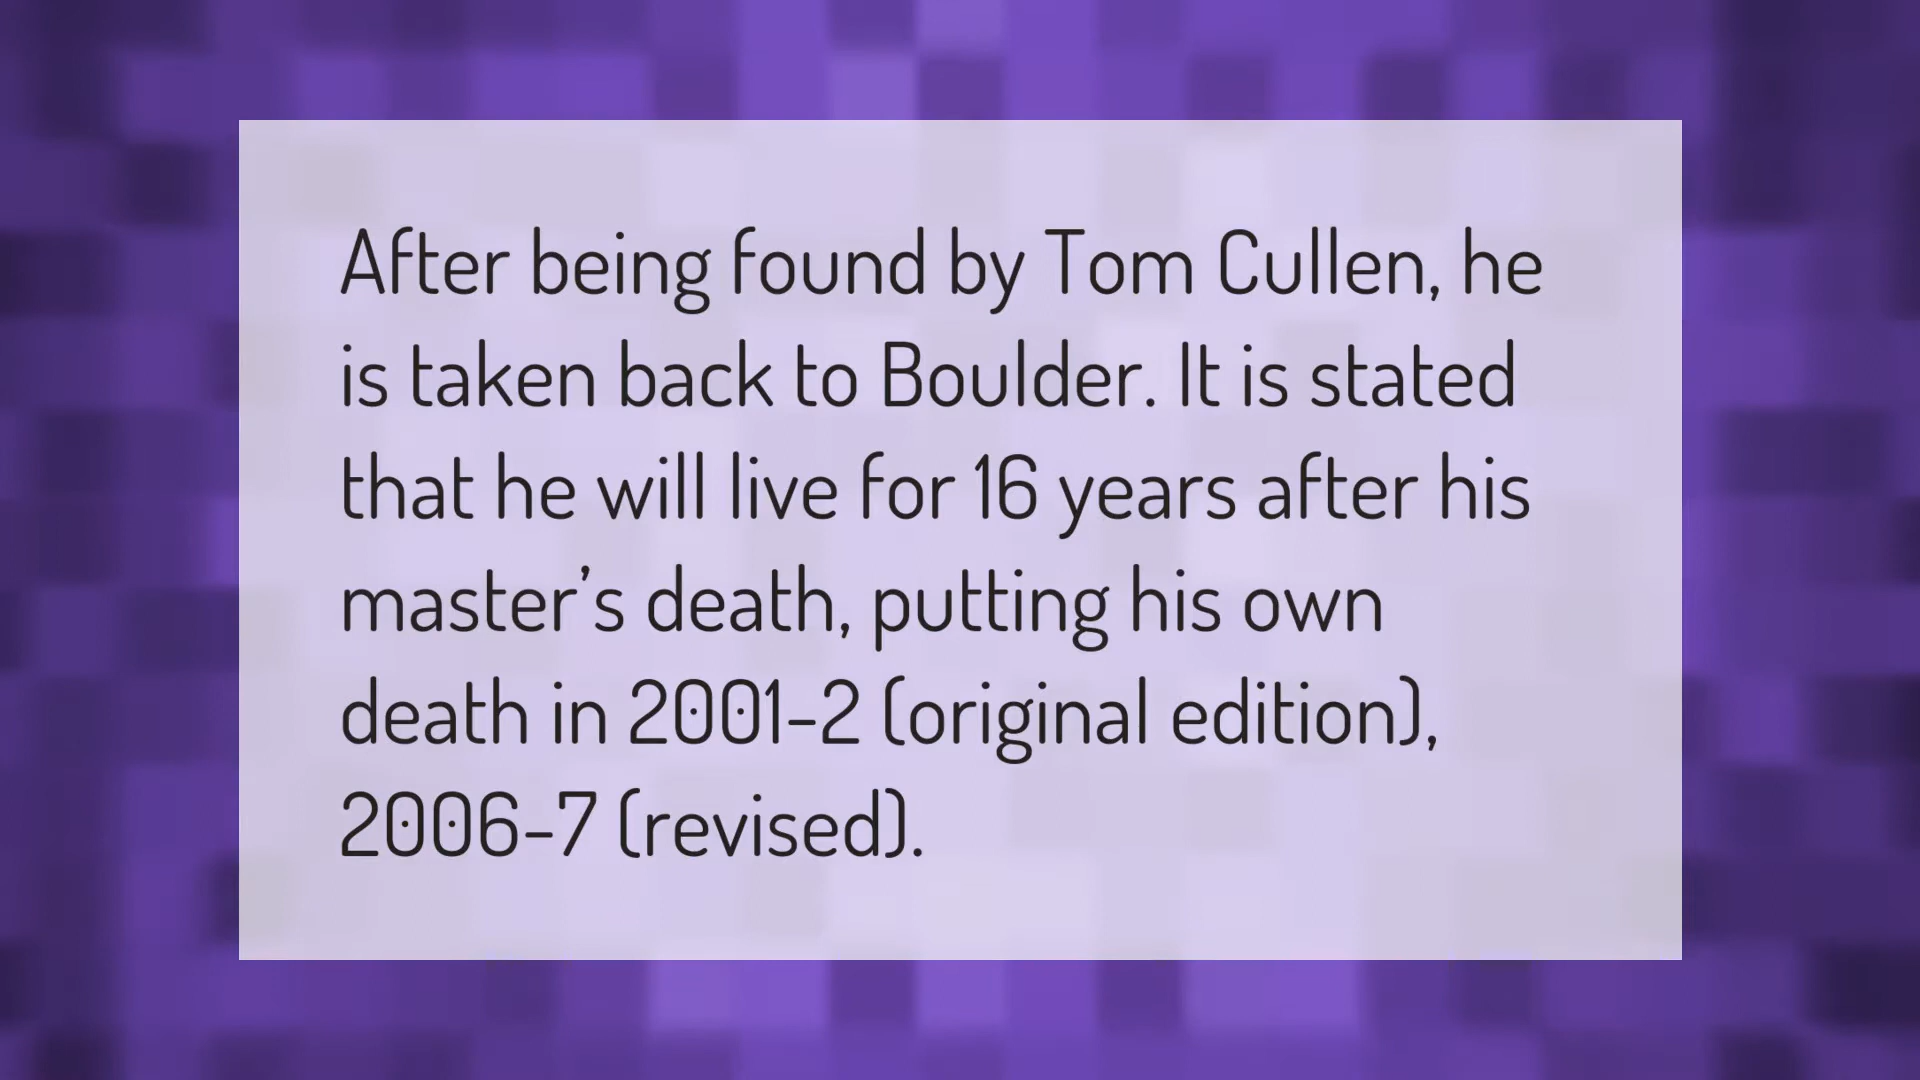 After being found by Tom Cullen, he
is taken back to Boulder. It is stated
that he will live for 16 years after his
master’s death, putting his own
death in 2001-2 (original edition),
2006-7 (revised).